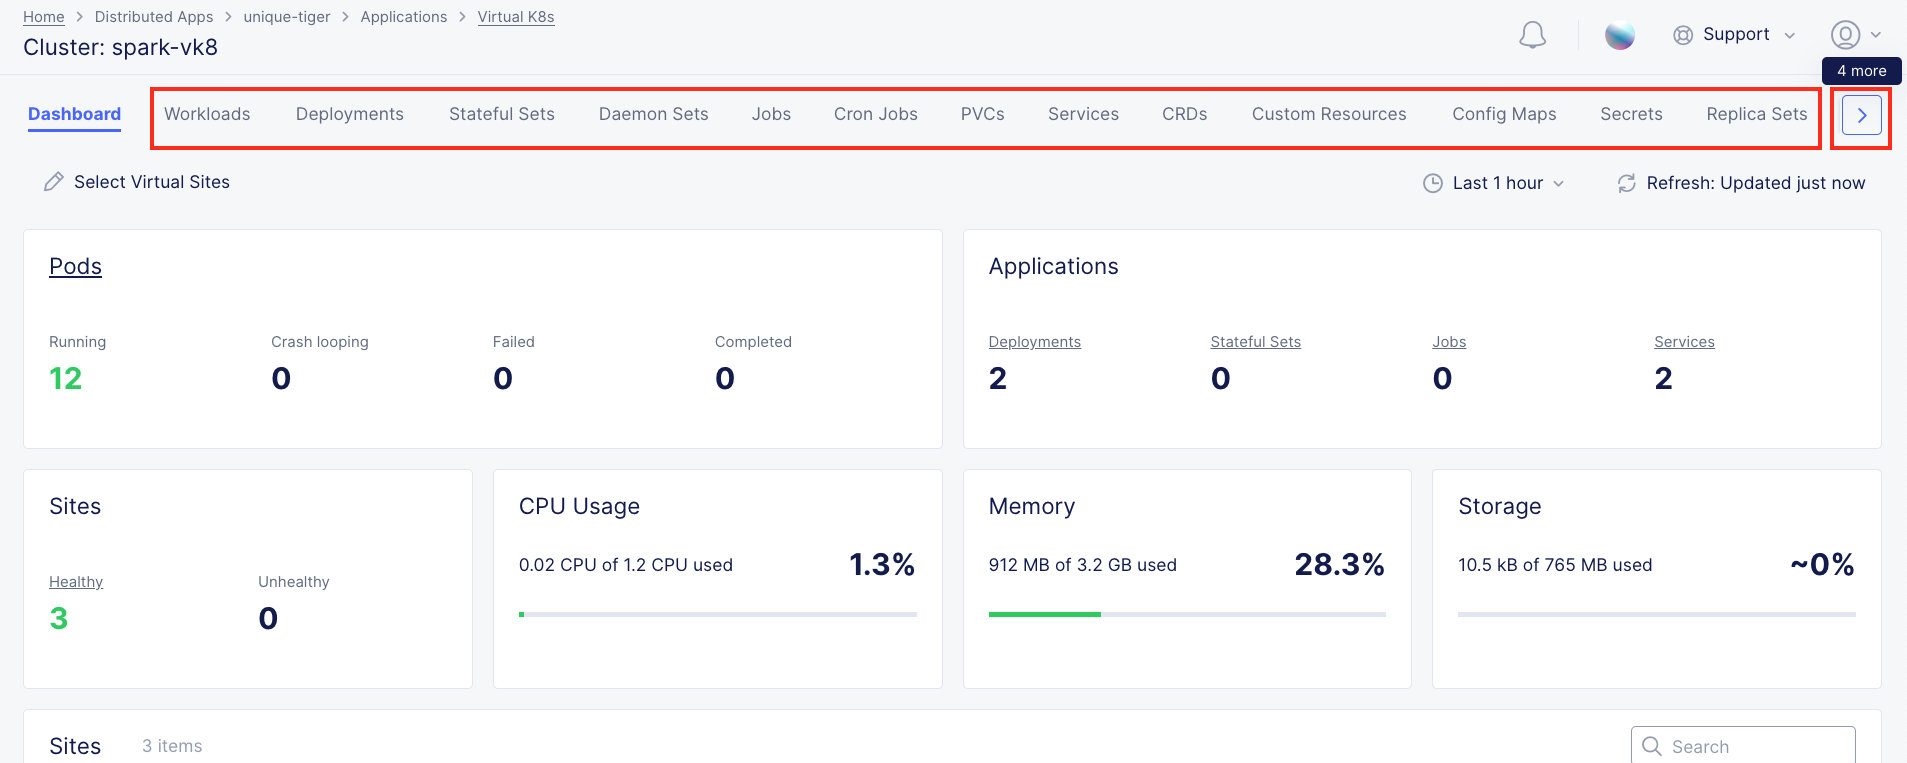 Home > Distributed Apps > unique-tiger > Applications > Virtual K8s
Cluster: spark-vk8
Support
4 more
Dashboard Workloads Deployments Stateful Sets Daemon Sets Jobs Cron Jobs PVCs Services CRDs Custom Resources Config Maps Secrets Replica Sets
Select Virtual Sites Last 1 hour Refresh: Updated just now
Pods
Running Crash looping Failed Completed
12 0 0 0
Applications
Deployments Stateful Sets Jobs Services
2 0 0 2
Sites
Healthy Unhealthy
3 0
CPU Usage
0.02 CPU of 1.2 CPU used 1.3%
Memory
912 MB of 3.2 GB used 28.3%
Storage
10.5 kB of 765 MB used ~0%
Sites 3 items Search